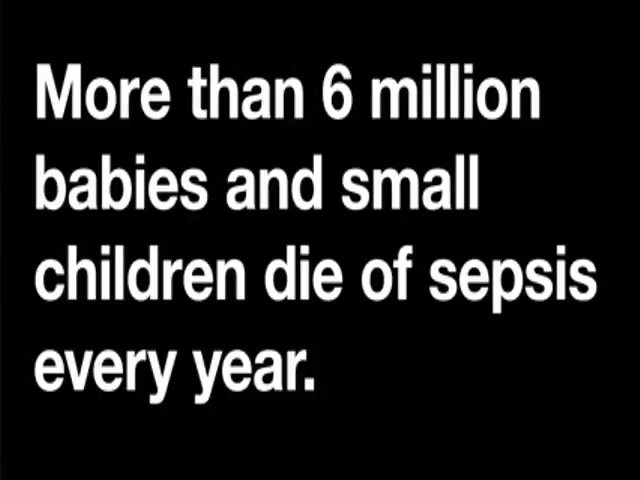 More than 6 million
babies and small
children die of sepsis
every year.